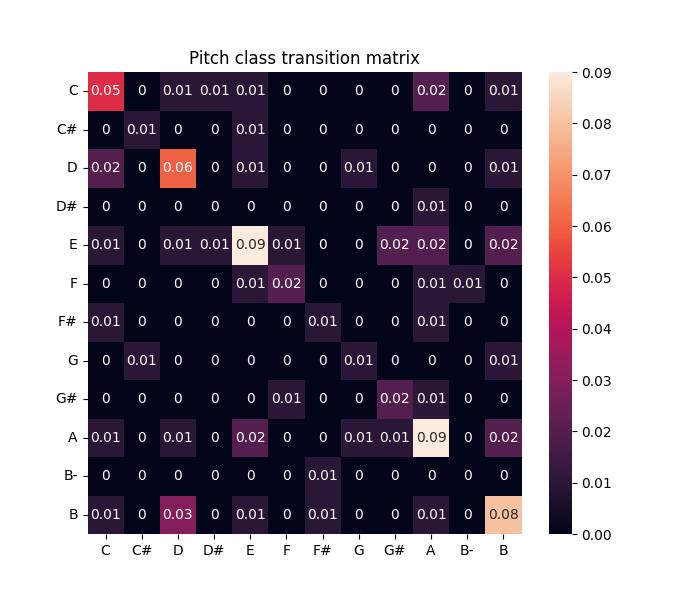 Pitch class transition matrix
C 0.05 0 0.01 0.01 0.01 0 0 0 0 0.02 0 0.01
C# 0 0.01 0 0 0.01 0 0 0 0 0 0 0
D 0.02 0 0.06 0 0.01 0 0 0.01 0 0 0 0.01
D# 0 0 0 0 0 0 0 0 0 0.01 0 0
E 0.01 0 0.01 0.01 0.09 0.01 0 0 0.02 0.02 0 0.02
F 0 0 0 0 0.01 0.02 0 0 0 0.01 0.01 0
F# 0.01 0 0 0 0 0 0.01 0 0 0.01 0 0
G 0 0.01 0 0 0 0 0 0.01 0 0 0 0.01
G# 0 0 0 0 0 0.01 0 0 0.02 0.01 0 0
A 0.01 0 0.01 0 0.02 0 0 0.01 0.01 0.09 0 0.02
B- 0 0 0 0 0 0 0.01 0 0 0 0 0
B 0.01 0 0.03 0 0.01 0 0.01 0 0 0.01 0 0.08
C C# D D# E F F# G G# A B- B
0.09
0.08
0.07
0.06
0.05
0.04
0.03
0.02
0.01
0.00